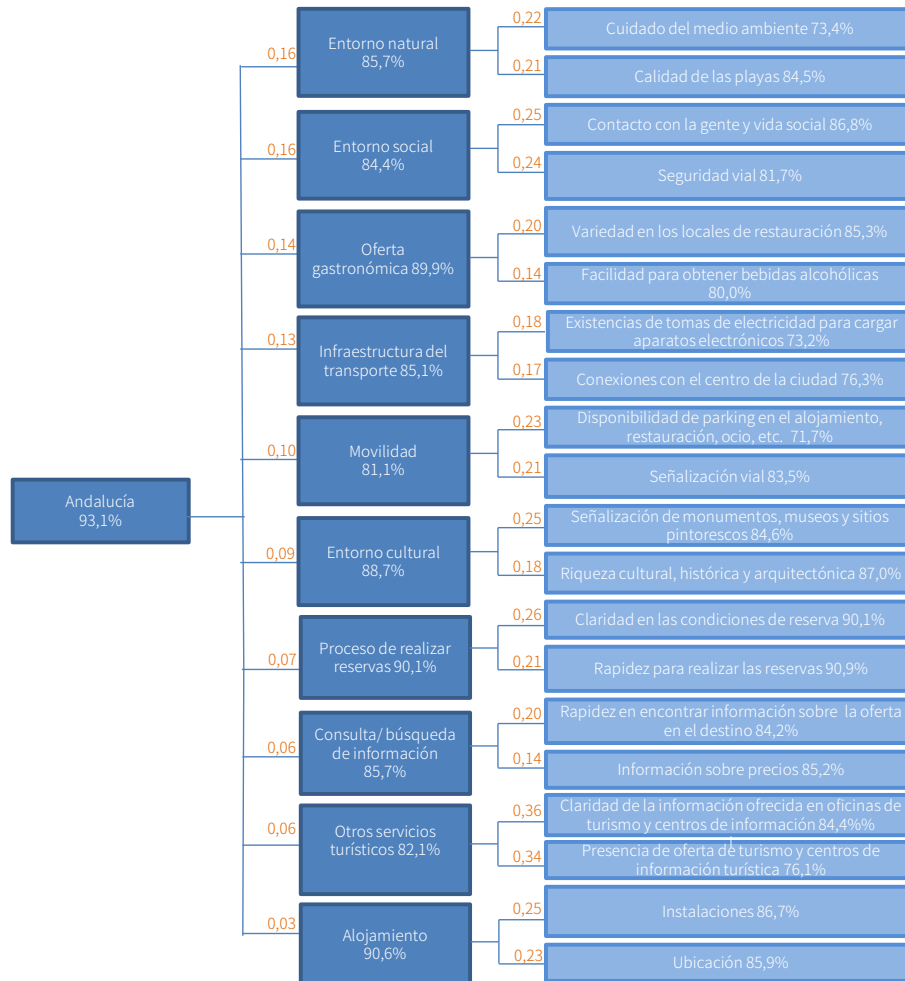 Andalucía
93,1%
0,16
Entorno natural
85,7%
0,22
Cuidado del medio ambiente 73,4%
0,21
Calidad de las playas 84,5%
0,16
Entorno social
84,4%
0,25
Contacto con la gente y vida social 86,8%
0,24
Seguridad vial 81,7%
0,14
Oferta
gastronómica 89,9%
0,20
Variedad en los locales de restauración 85,3%
0,14
Facilidad para obtener bebidas alcohólicas
80,0%
0,13
Infraestructura del
transporte 85,1%
0,18
Existencias de tomas de electricidad para cargar
aparatos electrónicos 73,2%
0,17
Conexiones con el centro de la ciudad 76,3%
0,10
Movilidad
81,1%
0,23
Disponibilidad de parking en el alojamiento,
restauración, ocio, etc. 71,7%
0,21
Señalización vial 83,5%
0,09
Entorno cultural
88,7%
0,25
Señalización de monumentos, museos y sitios
pintorescos 84,6%
0,18
Riqueza cultural, histórica y arquitectónica 87,0%
0,07
Proceso de realizar
reservas 90,1%
0,26
Claridad en las condiciones de reserva 90,1%
0,21
Rapidez para realizar las reservas 90,9%
0,06
Consulta/ búsqueda
de información
85,7%
0,20
Rapidez en encontrar información sobre la oferta
en el destino 84,2%
0,14
Información sobre precios 85,2%
0,06
Otros servicios
turísticos 82,1%
0,36
Claridad de la información ofrecida en oficinas de
turismo y centros de información 84,4%%
0,34
Presencia de oferta de turismo y centros de
información turística 76,1%
0,03
Alojamiento
90,6%
0,25
Instalaciones 86,7%
0,23
Ubicación 85,9%